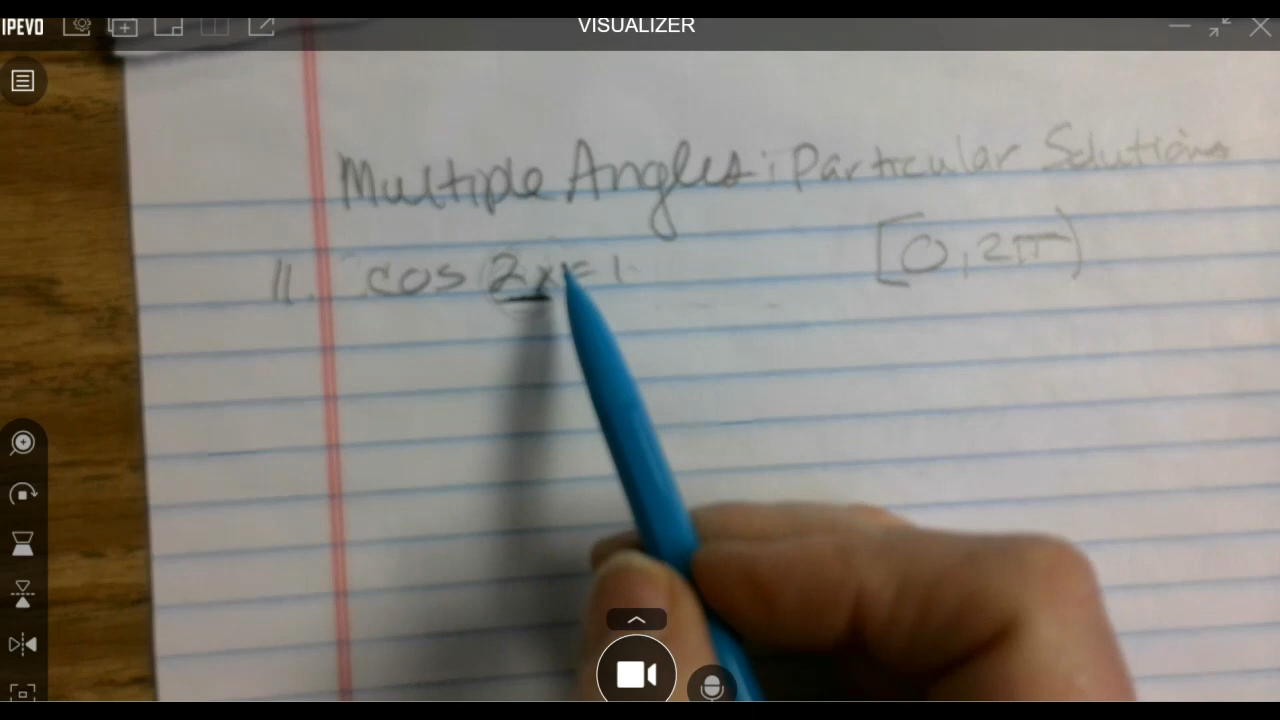 IPEVO
VISUALIZER
Multiple Angles; Particular Solutions
11. cos 2x = 1 [0, 2π)